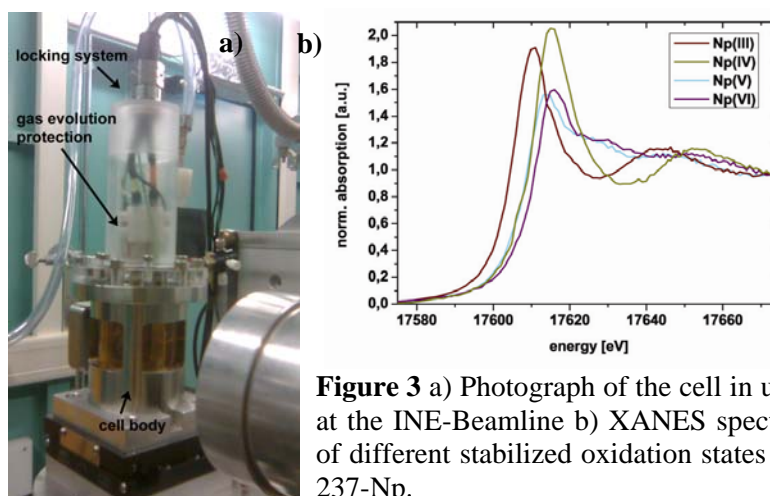 a)
locking system
gas evolution
protection
cell body
b)
2,0
1,8
1,6
1,4
1,2
1,0
0,8
0,6
0,4
0,2
0,0
norm. absorption [a.u.]
Np(III)
Np(IV)
Np(V)
Np(VI)
17580 17600 17620 17640 17660
energy [eV]
Figure 3 a) Photograph of the cell in u
at the INE-Beamline b) XANES spect
of different stabilized oxidation states
237-Np.